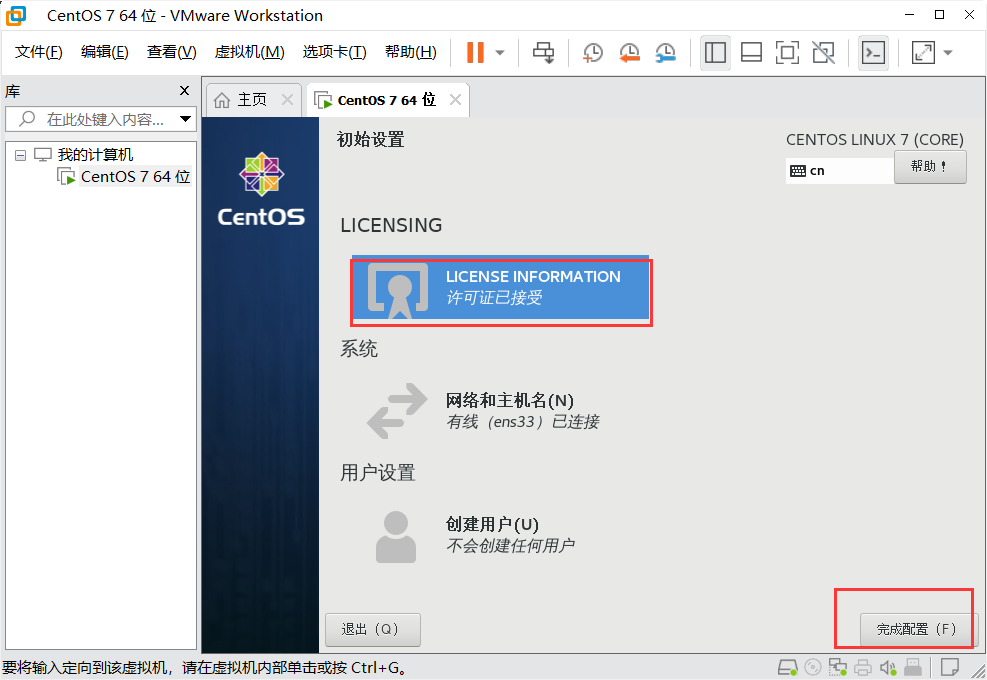 CentOS 7 64 位 - VMware Workstation
文件(F) 编辑(E) 查看(V) 虚拟机(M) 选项卡(T) 帮助(H)
库
在此处键入内容...
我的计算机
CentOS 7 64 位
主页
CentOS 7 64 位
CentOS
初始设置
CENTOS LINUX 7 (CORE)
cn
帮助！
LICENSING
LICENSE INFORMATION
许可证已接受
系统
网络和主机名(N)
有线（ens33）已连接
用户设置
创建用户(U)
不会创建任何用户
退出（Q）
完成配置（F）
要将输入定向到该虚拟机，请在虚拟机内部单击或按 Ctrl+G。